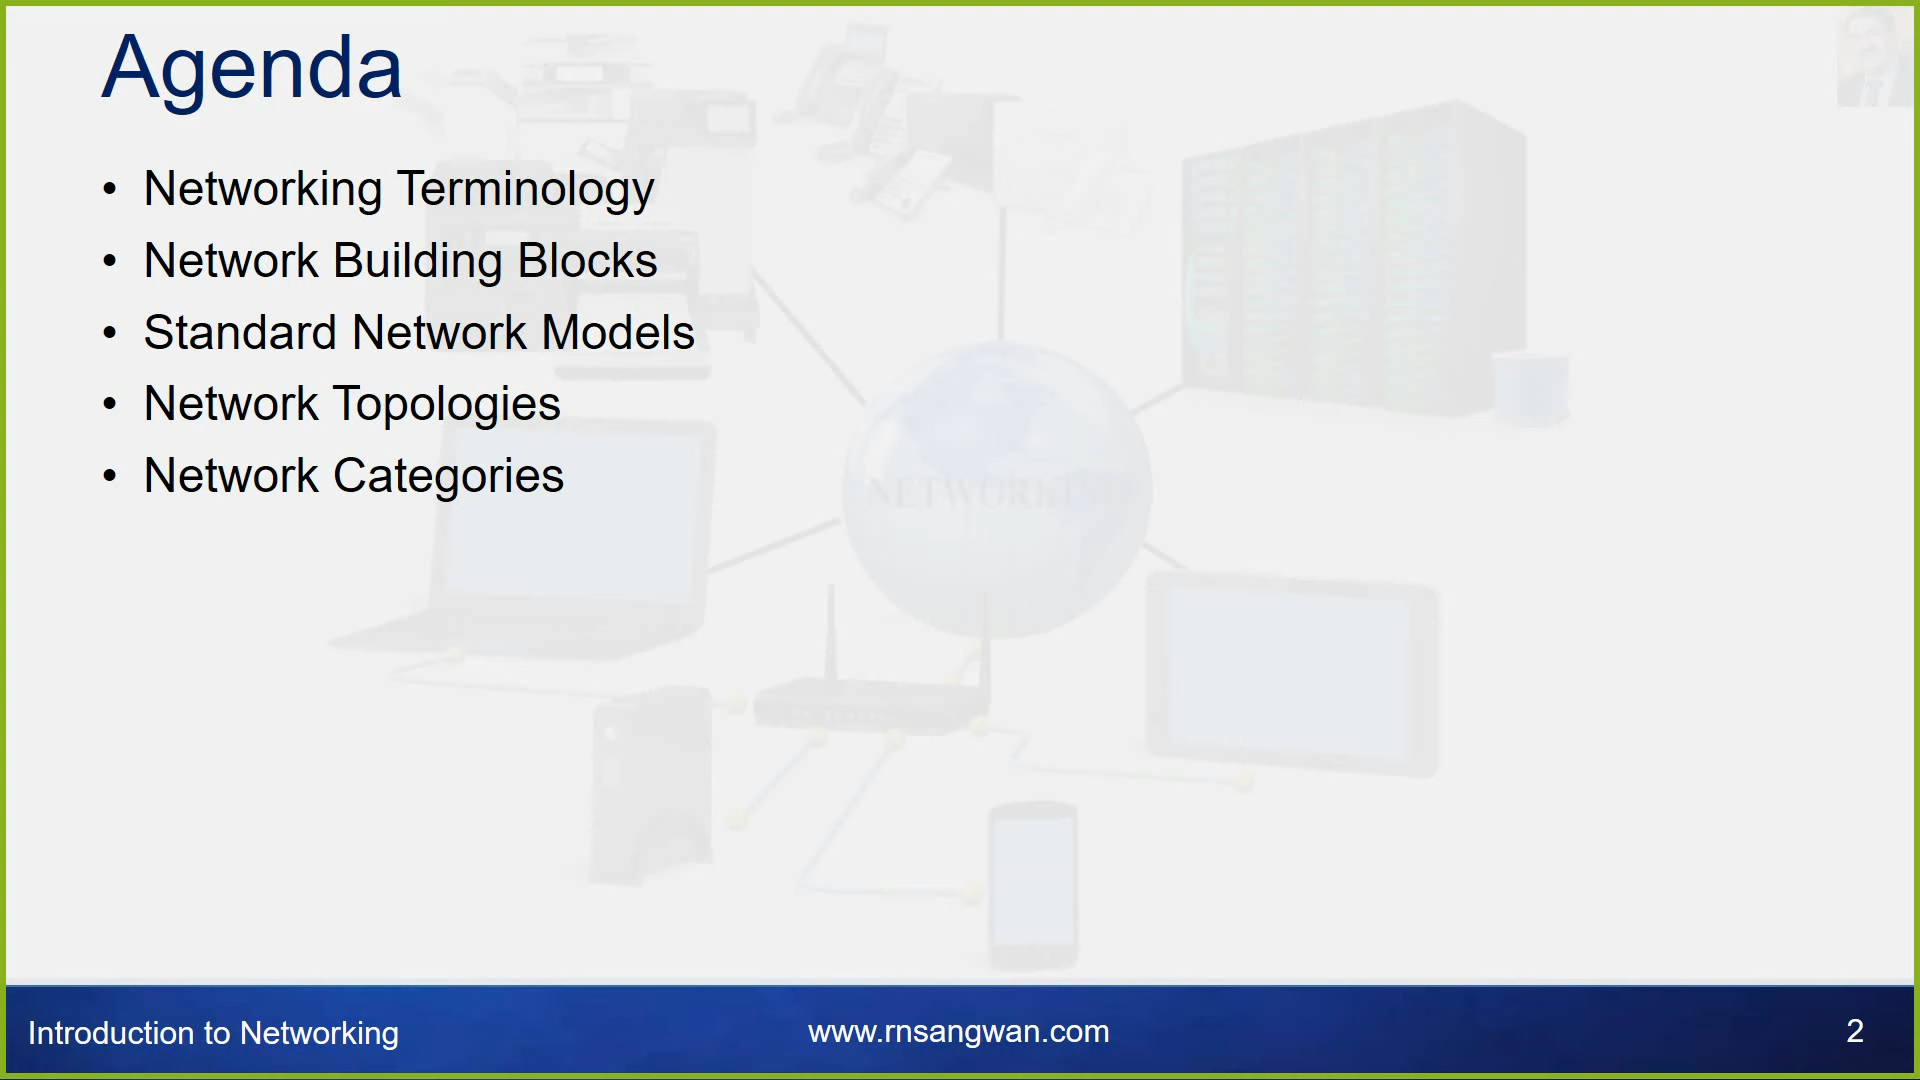 Agenda
• Networking Terminology
• Network Building Blocks
• Standard Network Models
• Network Topologies
• Network Categories
NETWORKING
Introduction to Networking
www.rnsangwan.com
2